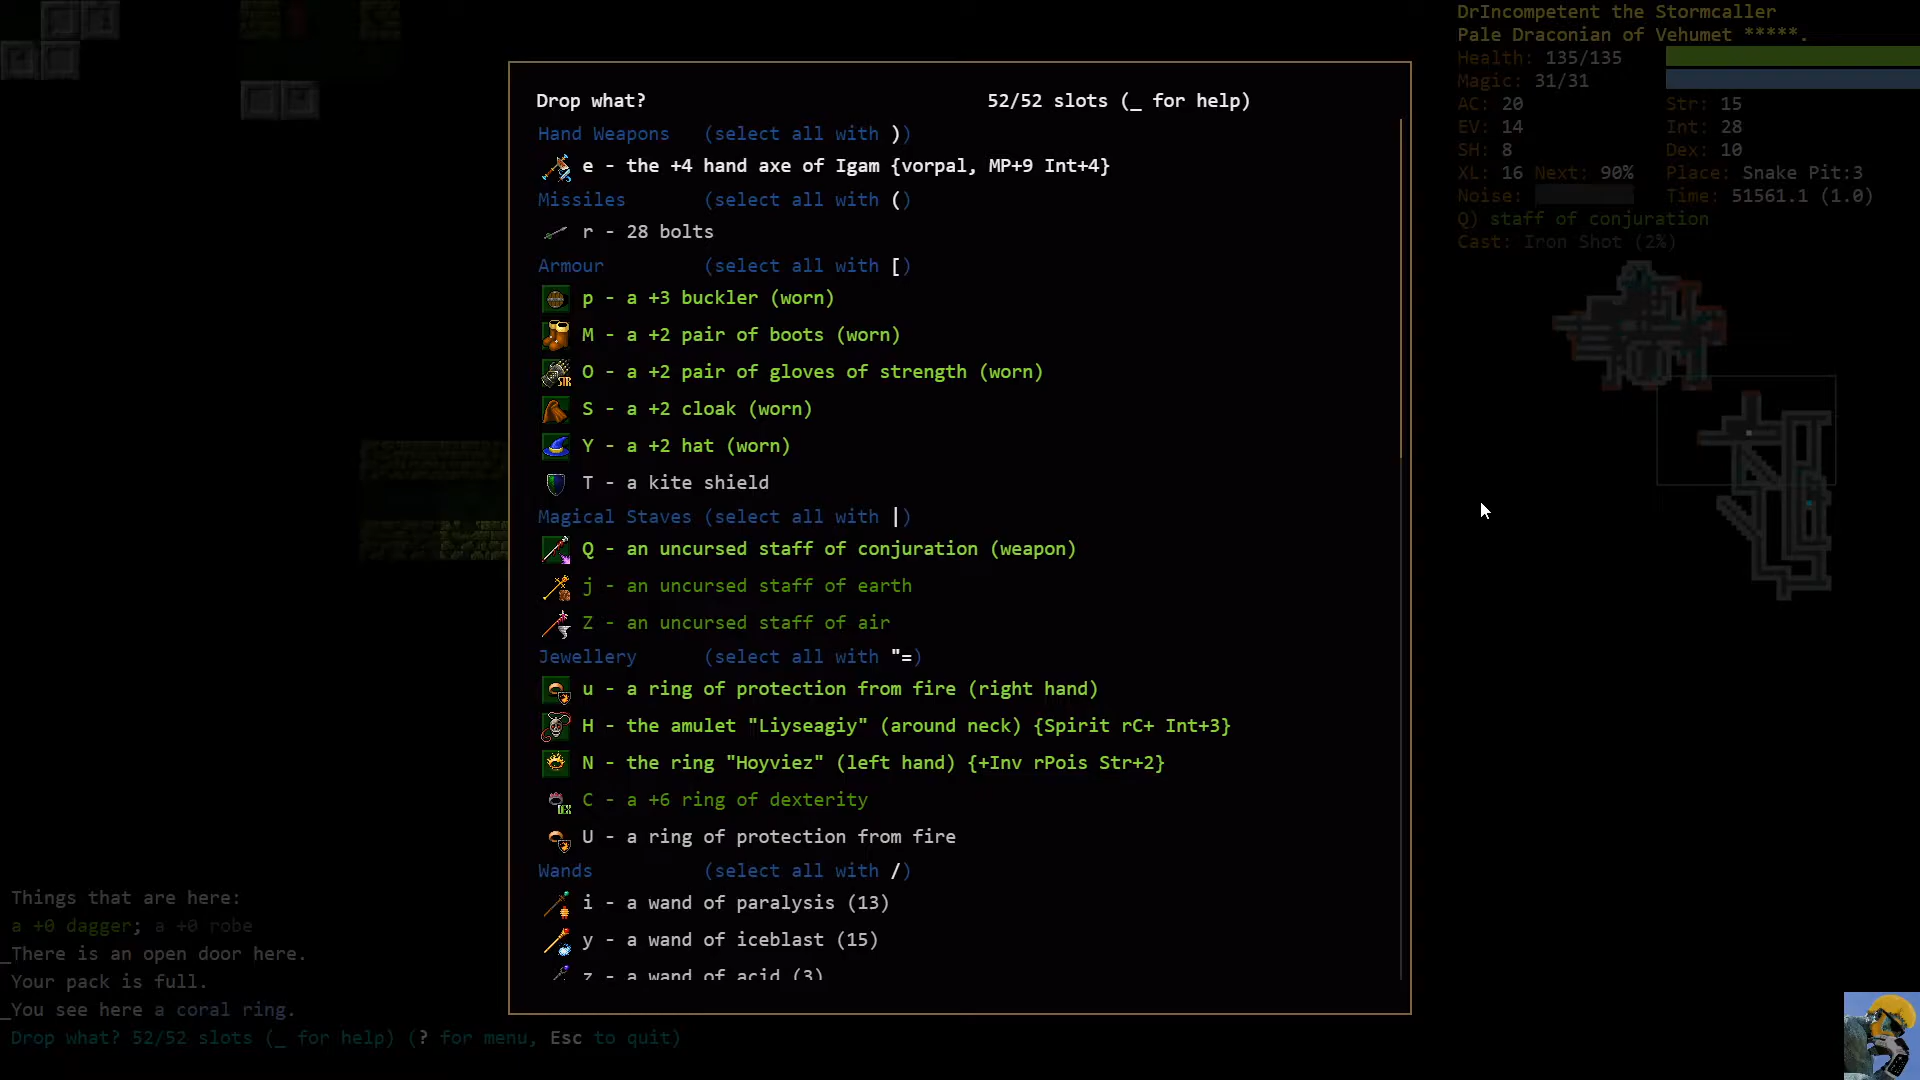 DrIncompetent the Stormcaller
Pale Draconian of Vehumet *****.
Health: 135/135
Magic: 31/31
AC: 20 Str: 15
EV: 14 Int: 28
SH: 8 Dex: 10
XL: 16 Next: 90% Place: Snake Pit:3
Noise: Time: 51561.1 (1.0)
Q) staff of conjuration
Cast: Iron Shot (2%)
Drop what? 52/52 slots (_ for help)
Hand Weapons (select all with ))
e - the +4 hand axe of Igam {vorpal, MP+9 Int+4}
Missiles (select all with ()
r - 28 bolts
Armour (select all with [)
p - a +3 buckler (worn)
M - a +2 pair of boots (worn)
O - a +2 pair of gloves of strength (worn)
S - a +2 cloak (worn)
Y - a +2 hat (worn)
T - a kite shield
Magical Staves (select all with |)
Q - an uncursed staff of conjuration (weapon)
j - an uncursed staff of earth
Z - an uncursed staff of air
Jewellery (select all with "=)
u - a ring of protection from fire (right hand)
H - the amulet "Liyseagiy" (around neck) {Spirit rC+ Int+3}
N - the ring "Hoyviez" (left hand) {+Inv rPois Str+2}
C - a +6 ring of dexterity
U - a ring of protection from fire
Wands (select all with /)
i - a wand of paralysis (13)
y - a wand of iceblast (15)
z - a wand of acid (3)
Things that are here:
a +0 dagger; a +0 robe
_There is an open door here.
Your pack is full.
_You see here a coral ring.
Drop what? 52/52 slots (_ for help) (? for menu, Esc to quit)
STR
DEX